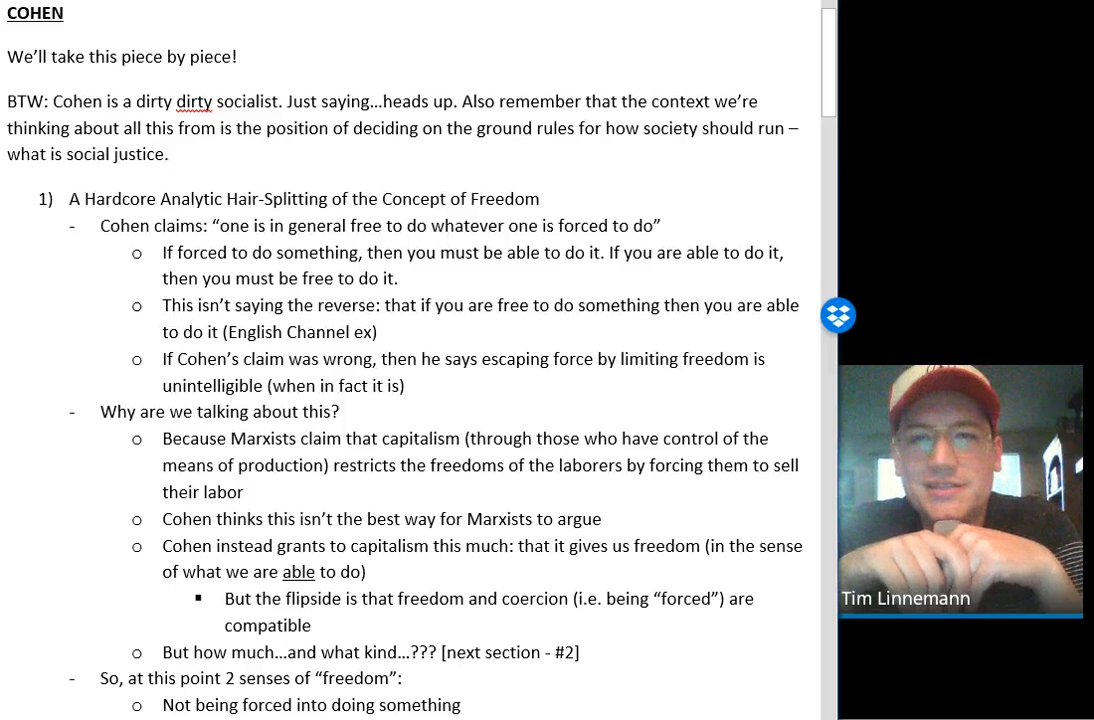 COHEN
We’ll take this piece by piece!
BTW: Cohen is a dirty dirty socialist. Just saying…heads up. Also remember that the context we’re
thinking about all this from is the position of deciding on the ground rules for how society should run –
what is social justice.
1) A Hardcore Analytic Hair-Splitting of the Concept of Freedom
- Cohen claims: “one is in general free to do whatever one is forced to do”
o If forced to do something, then you must be able to do it. If you are able to do it,
then you must be free to do it.
o This isn’t saying the reverse: that if you are free to do something then you are able
to do it (English Channel ex)
o If Cohen’s claim was wrong, then he says escaping force by limiting freedom is
unintelligible (when in fact it is)
- Why are we talking about this?
o Because Marxists claim that capitalism (through those who have control of the
means of production) restricts the freedoms of the laborers by forcing them to sell
their labor
o Cohen thinks this isn’t the best way for Marxists to argue
o Cohen instead grants to capitalism this much: that it gives us freedom (in the sense
of what we are able to do)
▪ But the flipside is that freedom and coercion (i.e. being “forced”) are
compatible
o But how much…and what kind…??? [next section - #2]
- So, at this point 2 senses of “freedom”:
o Not being forced into doing something
Tim Linnemann